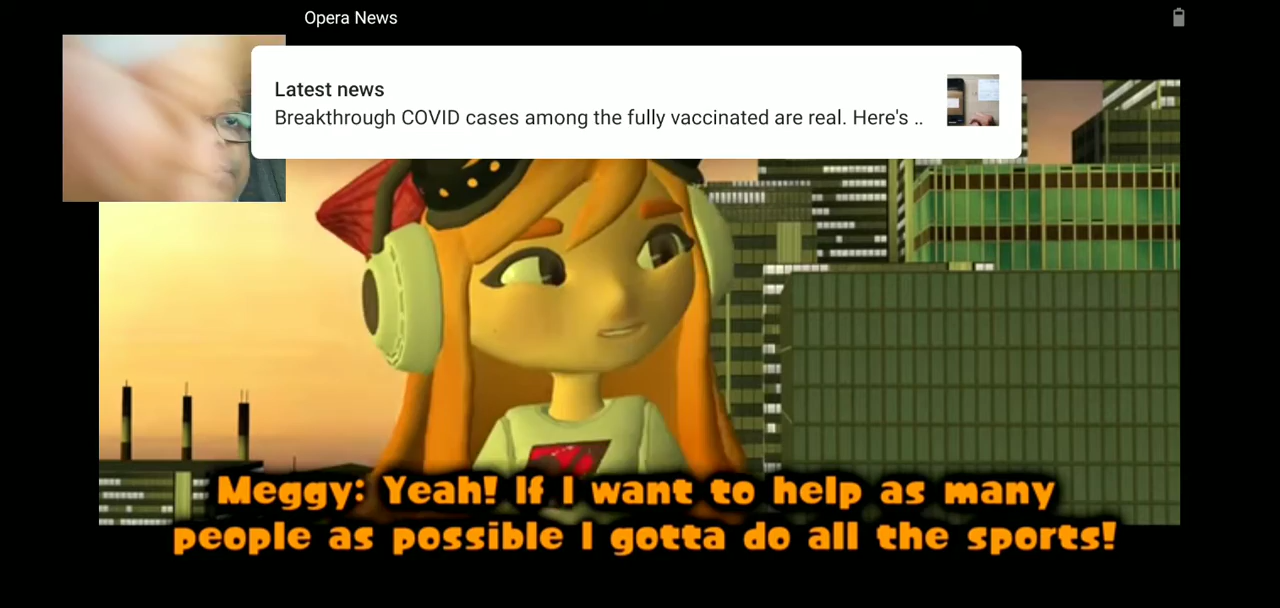 Opera News
Latest news
Breakthrough COVID cases among the fully vaccinated are real. Here's ..
Meggy: Yeah! If I want to help as many
people as possible I gotta do all the sports!